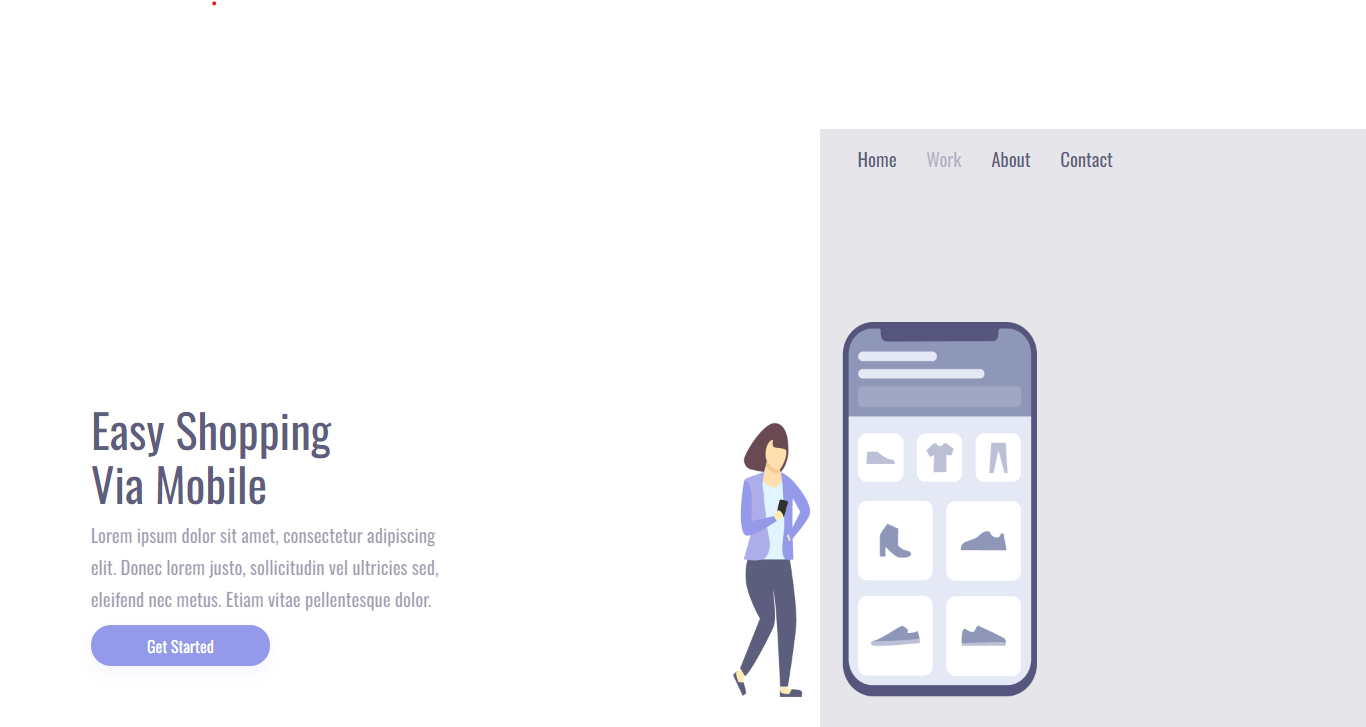 Home Work About Contact
Easy Shopping
Via Mobile
Lorem ipsum dolor sit amet, consectetur adipiscing
elit. Donec lorem justo, sollicitudin vel ultricies sed,
eleifend nec metus. Etiam vitae pellentesque dolor.
Get Started